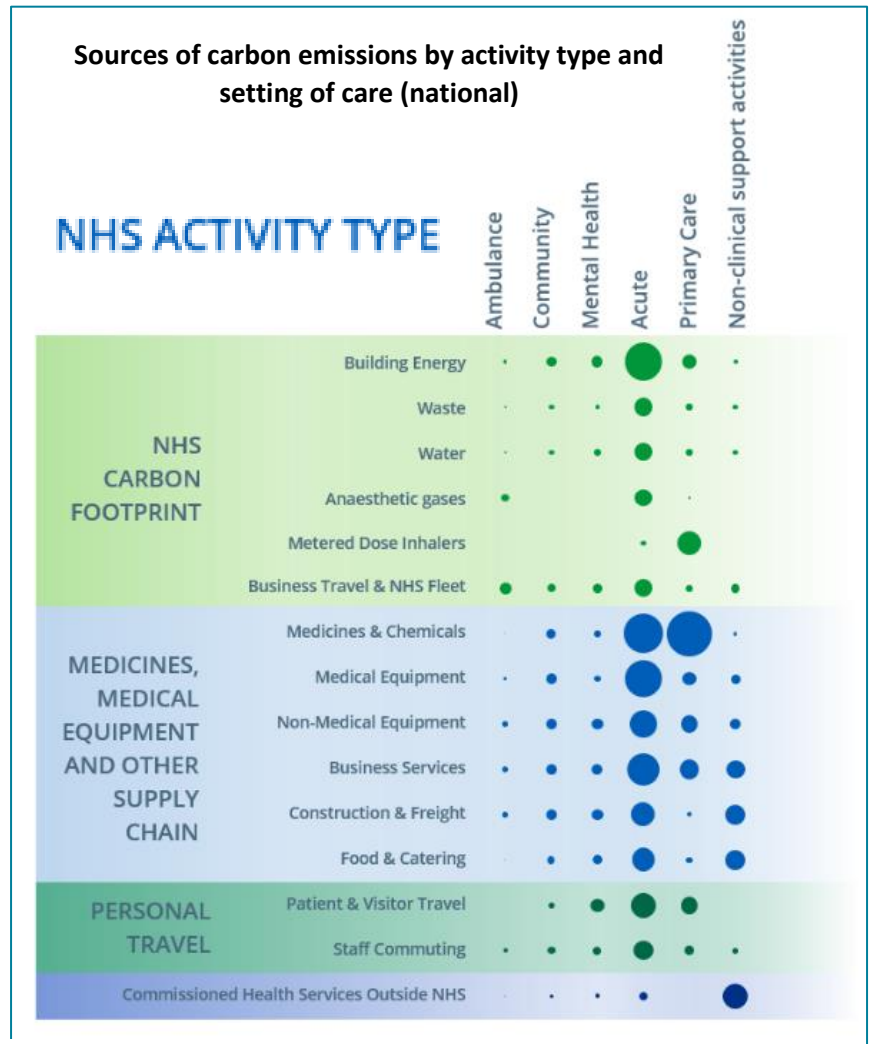 Sources of carbon emissions by activity type and
setting of care (national)
NHS ACTIVITY TYPE
Ambulance
Community
Mental Health
Acute
Primary Care
Non-clinical support activities
NHS
CARBON
FOOTPRINT
Building Energy
Waste
Water
Anaesthetic gases
Metered Dose Inhalers
Business Travel & NHS Fleet
MEDICINES,
MEDICAL
EQUIPMENT
AND OTHER
SUPPLY
CHAIN
Medicines & Chemicals
Medical Equipment
Non-Medical Equipment
Business Services
Construction & Freight
Food & Catering
PERSONAL
TRAVEL
Patient & Visitor Travel
Staff Commuting
Commissioned Health Services Outside NHS